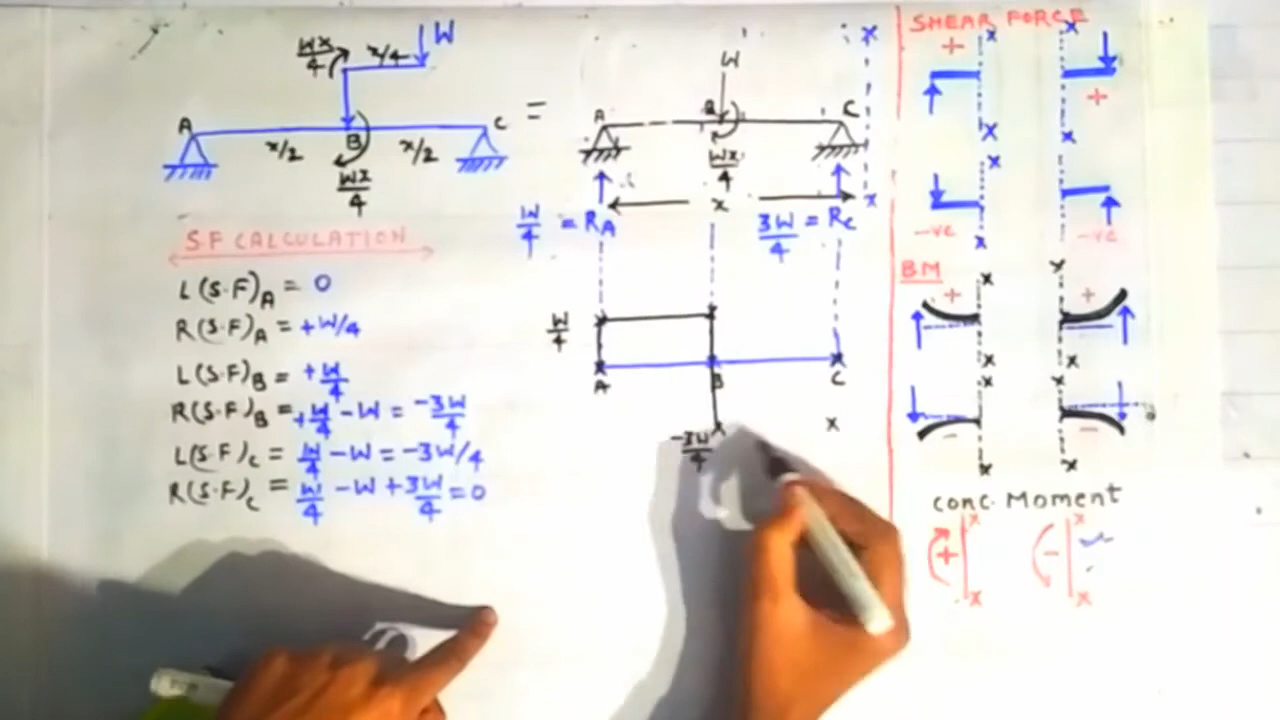 W
Wx/4
x/4
A
B
C
x/2
x/2
Wx/4
=
W
A
B
C
Wx/4
x
W/4 = RA
3W/4 = RC
S.F CALCULATION
L(S.F)A = 0
R(S.F)A = +W/4
L(S.F)B = +W/4
R(S.F)B = +W/4 - W = -3W/4
L(S.F)C = W/4 - W = -3W/4
R(S.F)C = W/4 - W + 3W/4 = 0
W/4
A
B
C
-3W/4
x
SHEAR FORCE
+
+
-ve
-ve
BM
+
+
-
-
conc. Moment
+
-